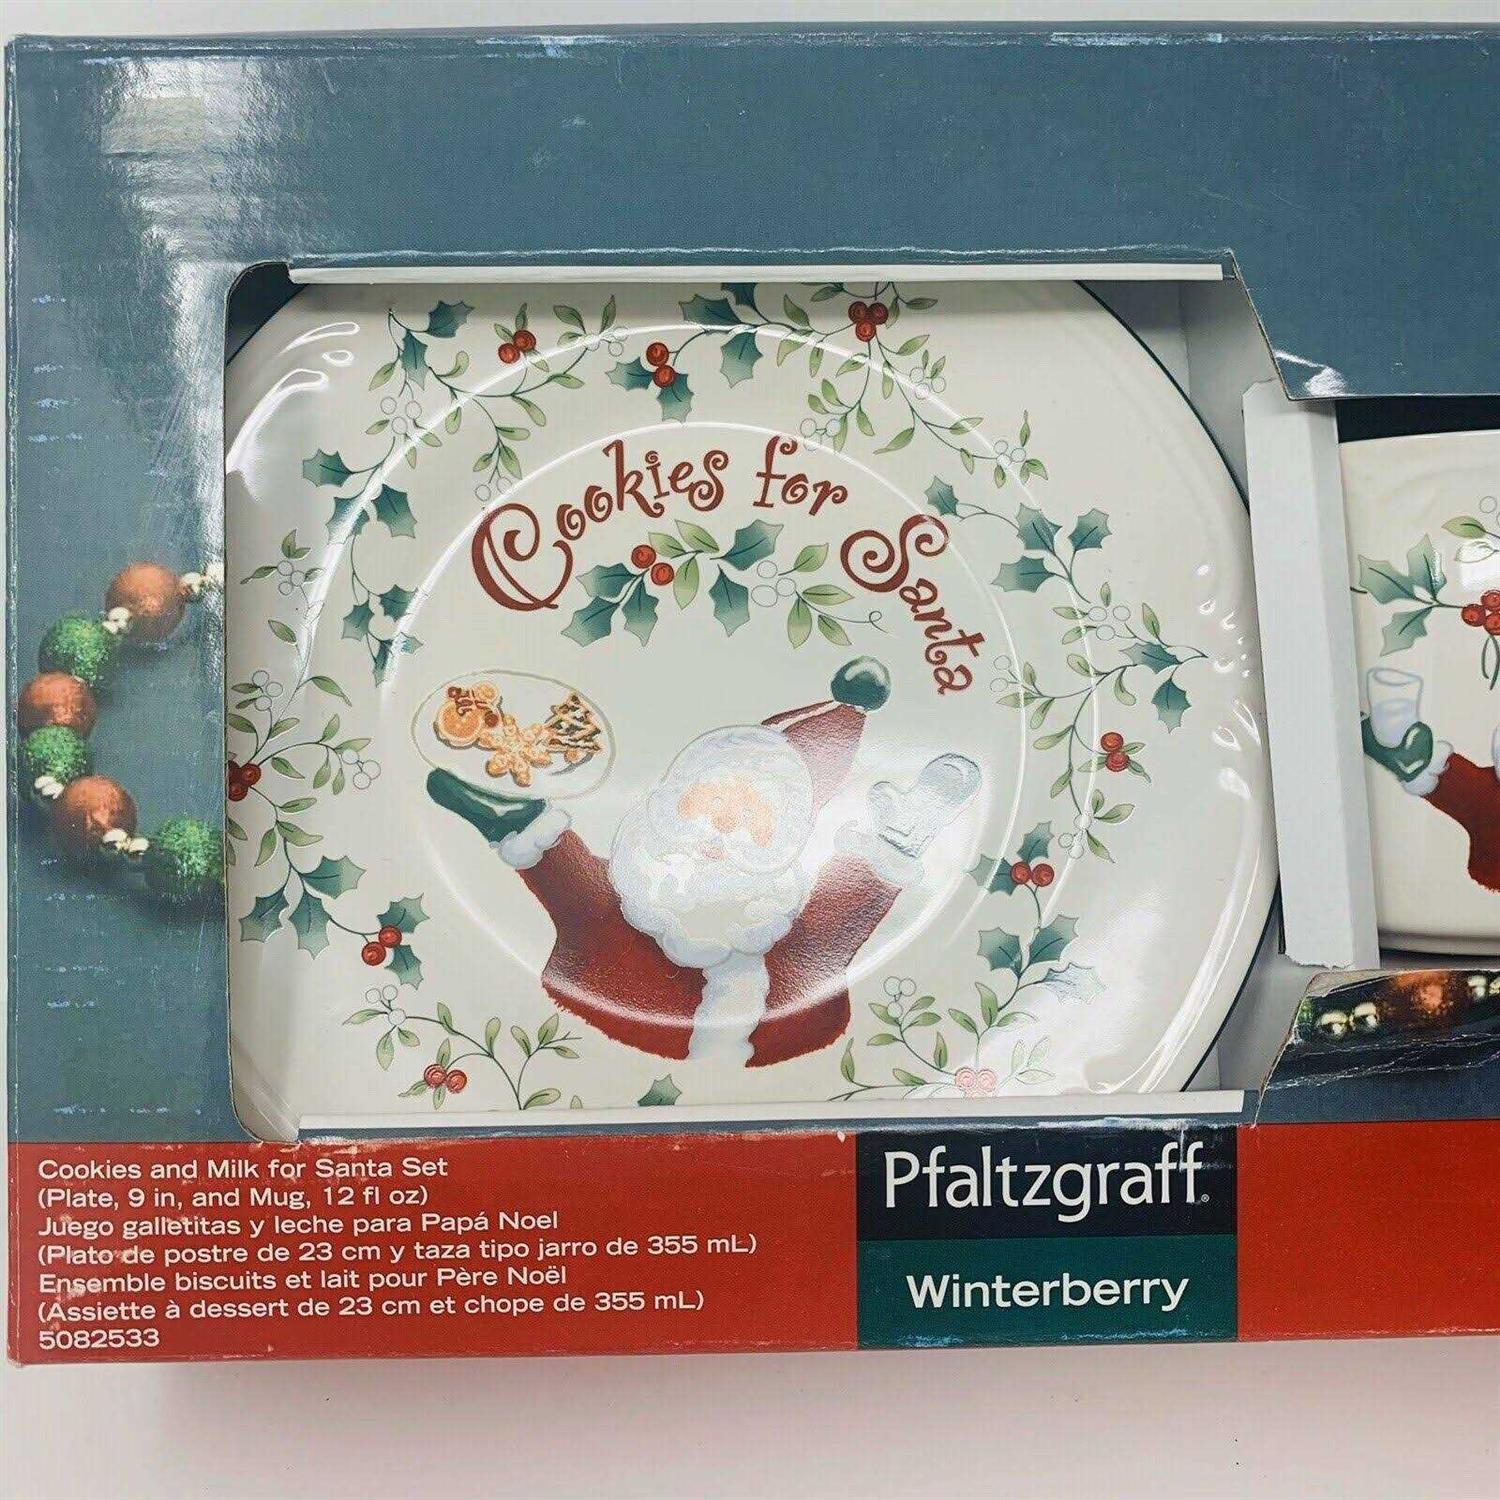 Cookies for Santa
Cookies and Milk for Santa Set
(Plate, 9 in, and Mug, 12 fl oz)
Juego galletitas y leche para Papá Noel
(Plato de postre de 23 cm y taza tipo jarro de 355 mL)
Ensemble biscuits et lait pour Père Noël
(Assiette à dessert de 23 cm et chope de 355 mL)
5082533
Pfaltzgraff®
Winterberry